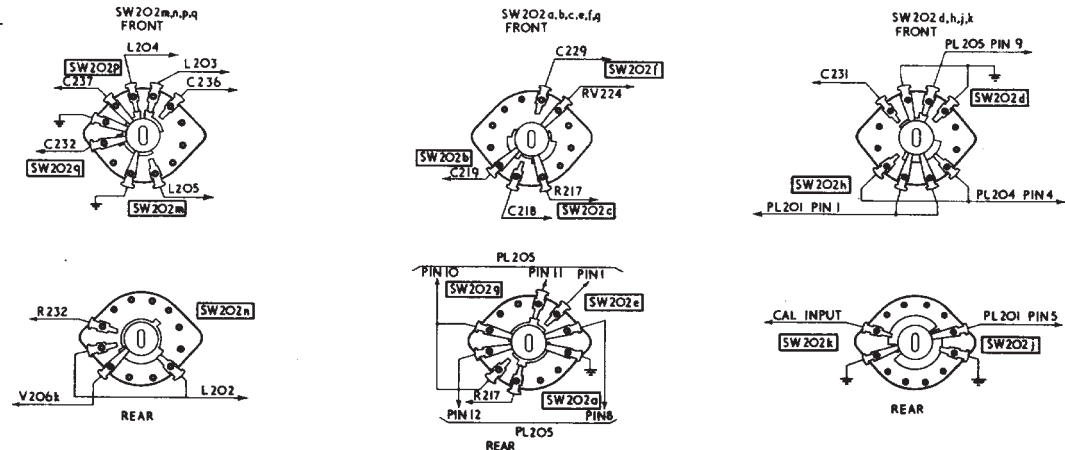 SW202m,n,p,q
FRONT
L204
SW202p
L203
C237
C236
C232
SW202q
L205
SW202m
SW202a,b,c,e,f,g
FRONT
C229
SW202f
RV224
SW202b
C219
R217
C218
SW202c
SW202d,h,j,k
FRONT
PL205 PIN 9
C231
SW202d
SW202h
PL204 PIN 4
PL201 PIN 1
R232
SW202n
V206k
L202
REAR
PL205
PIN 10
PIN 11
PIN 1
SW202g
SW202e
R217
SW202a
PIN 12
PIN 8
PL205
REAR
CAL INPUT
PL201 PIN 5
SW202k
SW202j
REAR